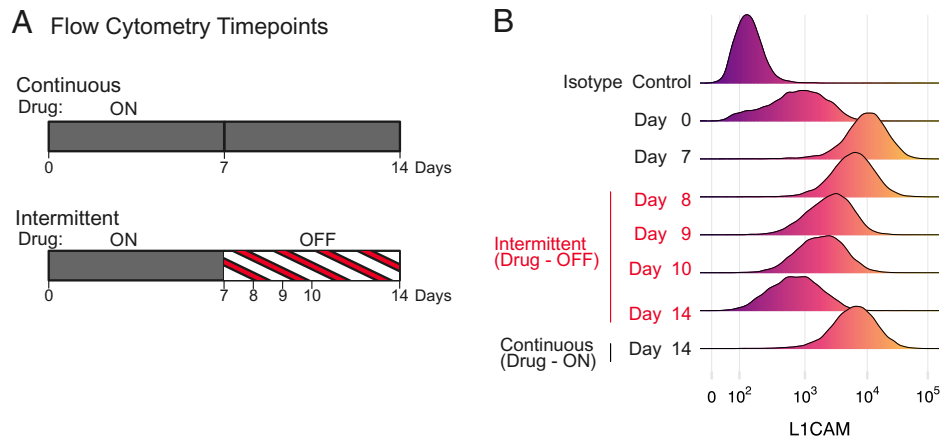 A Flow Cytometry Timepoints
Continuous
Drug: ON
0 7 14 Days
Intermittent
Drug: ON OFF
0 7 8 9 10 14 Days
B
Isotype Control
Day 0
Day 7
Day 8
Day 9
Intermittent
(Drug - OFF)
Day 10
Day 14
Continuous
(Drug - ON)
Day 14
0 10² 10³ 10⁴ 10⁵
L1CAM